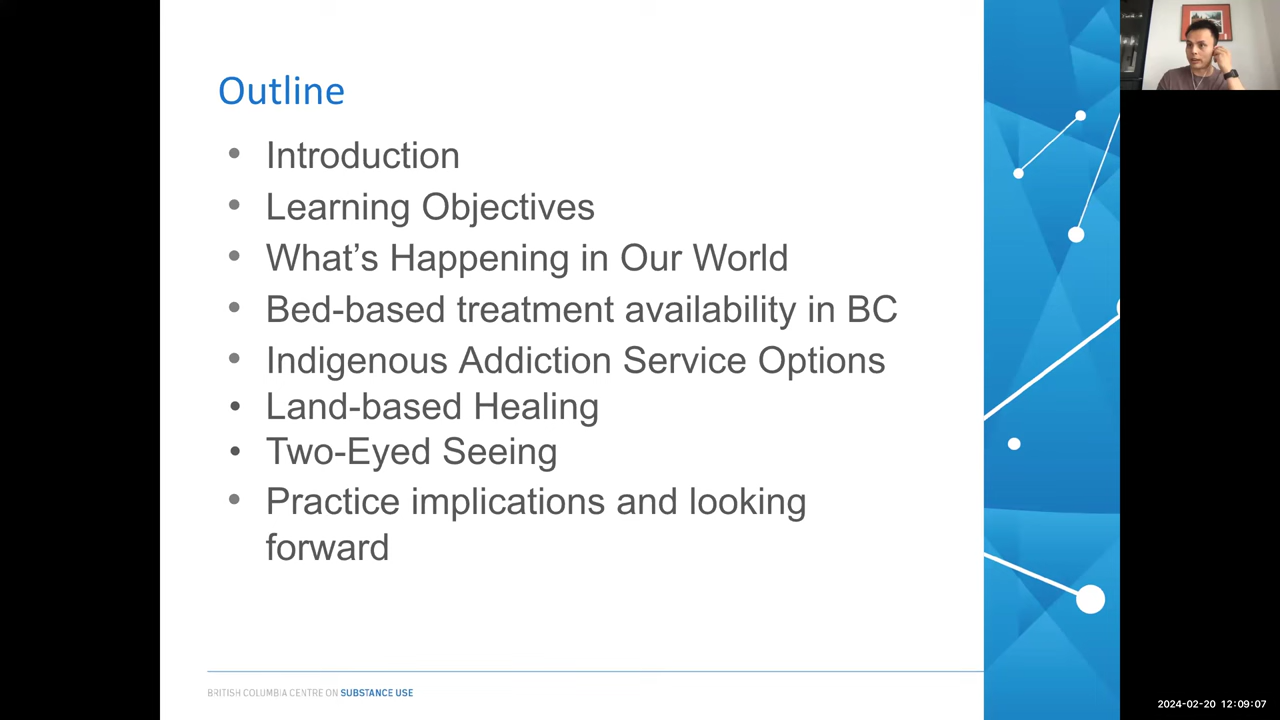 Outline
• Introduction
• Learning Objectives
• What’s Happening in Our World
• Bed-based treatment availability in BC
• Indigenous Addiction Service Options
• Land-based Healing
• Two-Eyed Seeing
• Practice implications and looking
forward
BRITISH COLUMBIA CENTRE ON SUBSTANCE USE
2024-02-20 12:09:07